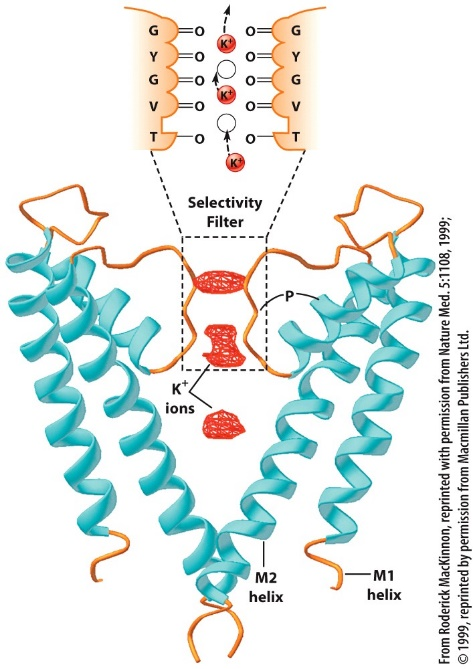 G=O K⁺ O=G
Y=O O=Y
G=O K⁺ O=G
V=O O=V
T–O K⁺ O–T
Selectivity
Filter
P
K⁺
ions
M2
helix
M1
helix
From Roderick MacKinnon, reprinted with permission from Nature Med. 5:1108, 1999;
© 1999, reprinted by permission from Macmillan Publishers Ltd.